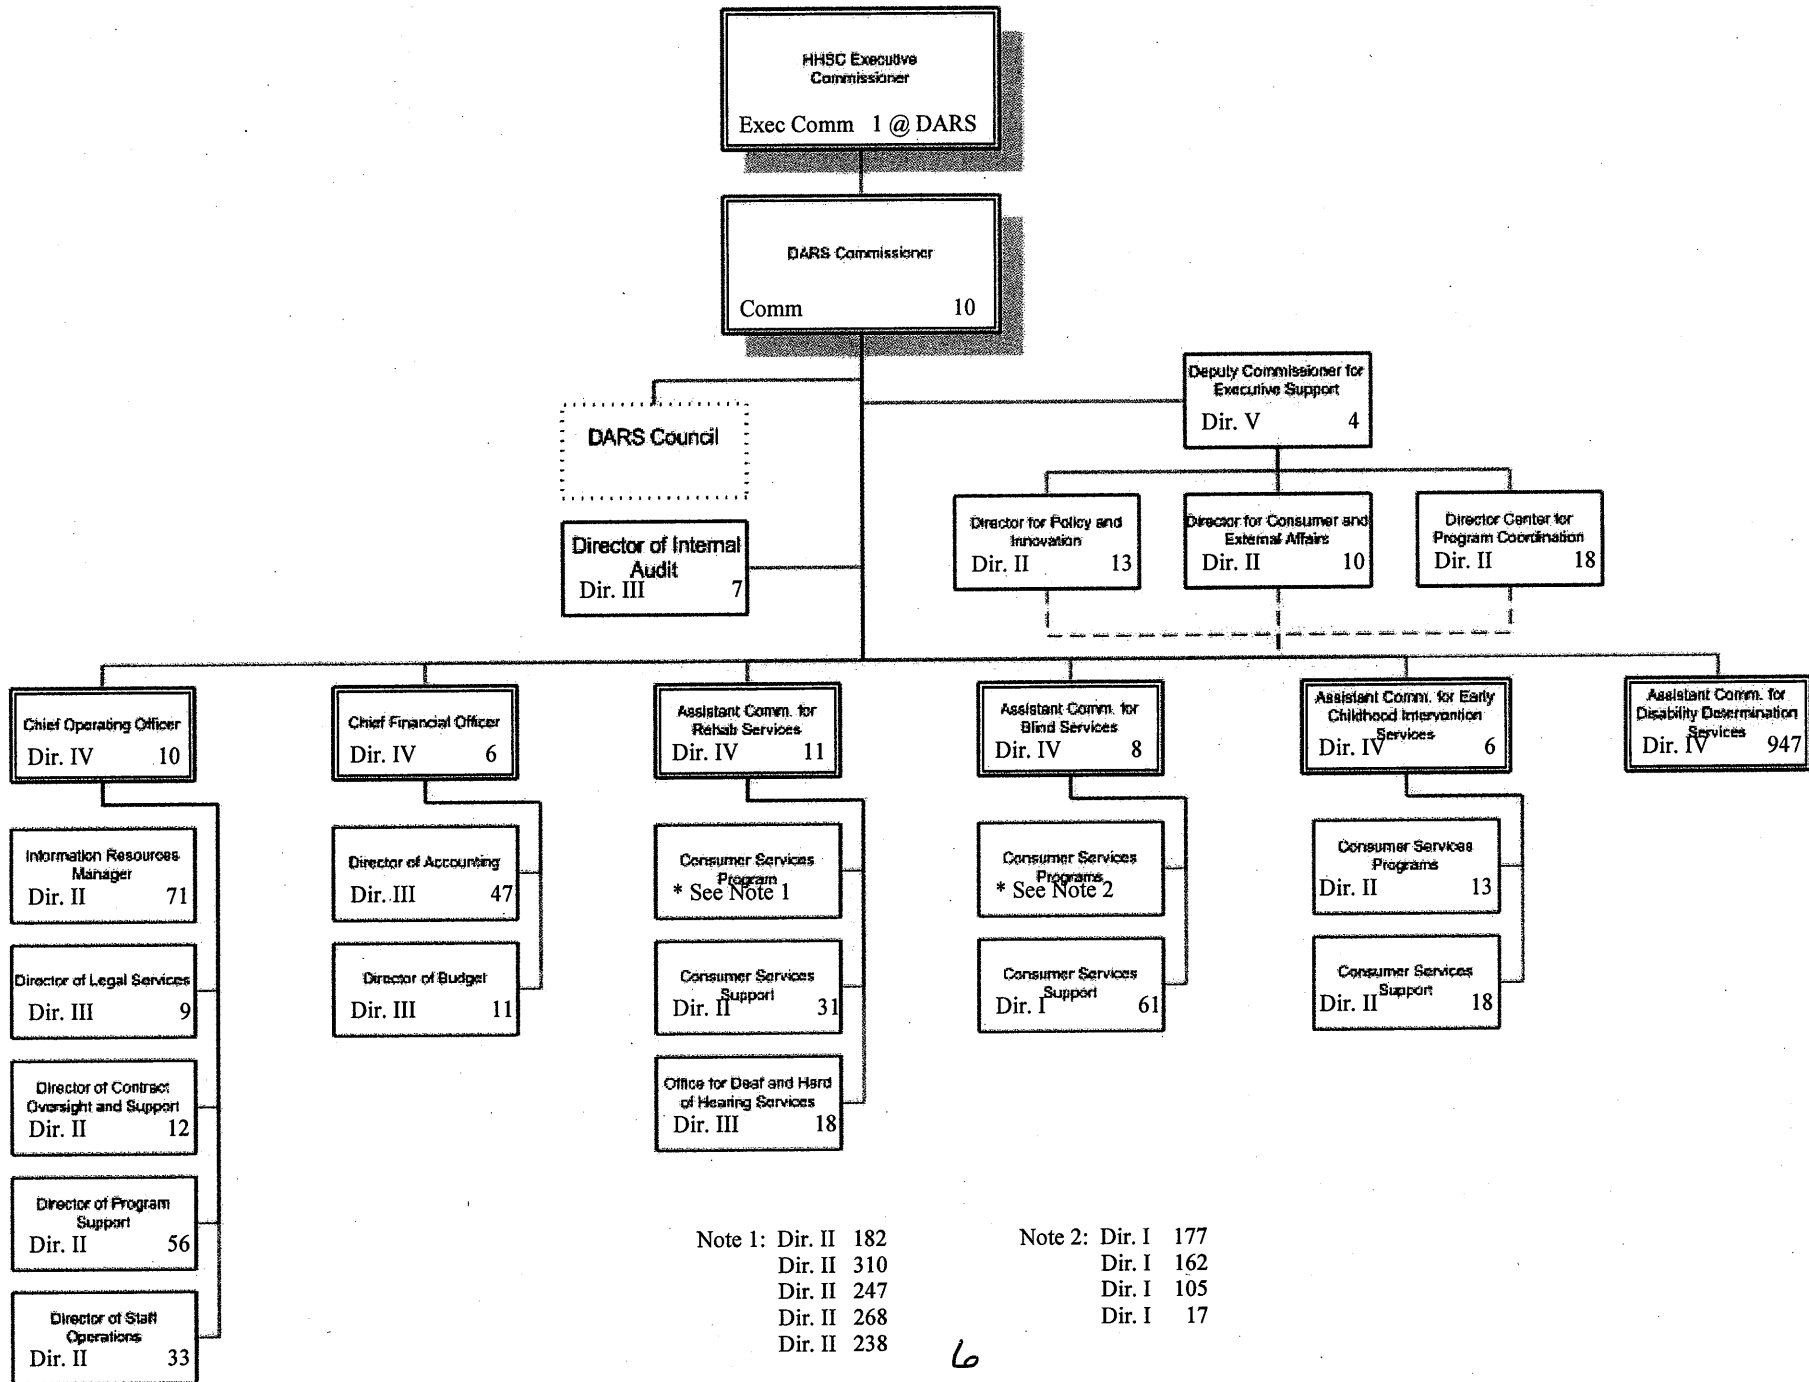 HHSC Executive
Commissioner
Exec Comm 1 @ DARS
DARS Commissioner
Comm 10
Deputy Commissioner for
Executive Support
Dir. V 4
DARS Council
Director of Internal
Audit
Dir. III 7
Director for Policy and
Innovation
Dir. II 13
Director for Consumer and
External Affairs
Dir. II 10
Director Center for
Program Coordination
Dir. II 18
Chief Operating Officer
Dir. IV 10
Chief Financial Officer
Dir. IV 6
Assistant Comm. for
Rehab Services
Dir. IV 11
Assistant Comm. for
Blind Services
Dir. IV 8
Assistant Comm. for Early
Childhood Intervention
Services
Dir. IV 6
Assistant Comm. for
Disability Determination
Services
Dir. IV 947
Information Resources
Manager
Dir. II 71
Director of Legal Services
Dir. III 9
Director of Contract
Oversight and Support
Dir. II 12
Director of Program
Support
Dir. II 56
Director of Staff
Operations
Dir. II 33
Director of Accounting
Dir. III 47
Director of Budget
Dir. III 11
Consumer Services
Program
* See Note 1
Consumer Services
Support
Dir. II 31
Office for Deaf and Hard
of Hearing Services
Dir. III 18
Consumer Services
Programs
* See Note 2
Consumer Services
Support
Dir. I 61
Consumer Services
Programs
Dir. II 13
Consumer Services
Support
Dir. II 18
Note 1: Dir. II 182
Dir. II 310
Dir. II 247
Dir. II 268
Dir. II 238
Note 2: Dir. I 177
Dir. I 162
Dir. I 105
Dir. I 17
6